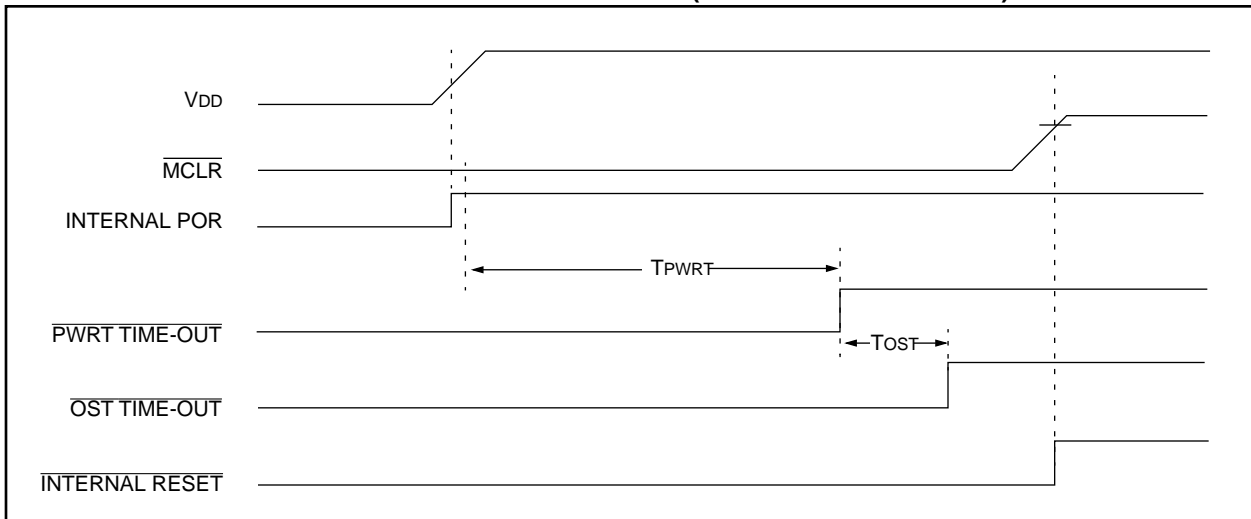 VDD
MCLR
INTERNAL POR
TPWRT
PWRT TIME-OUT
TOST
OST TIME-OUT
INTERNAL RESET